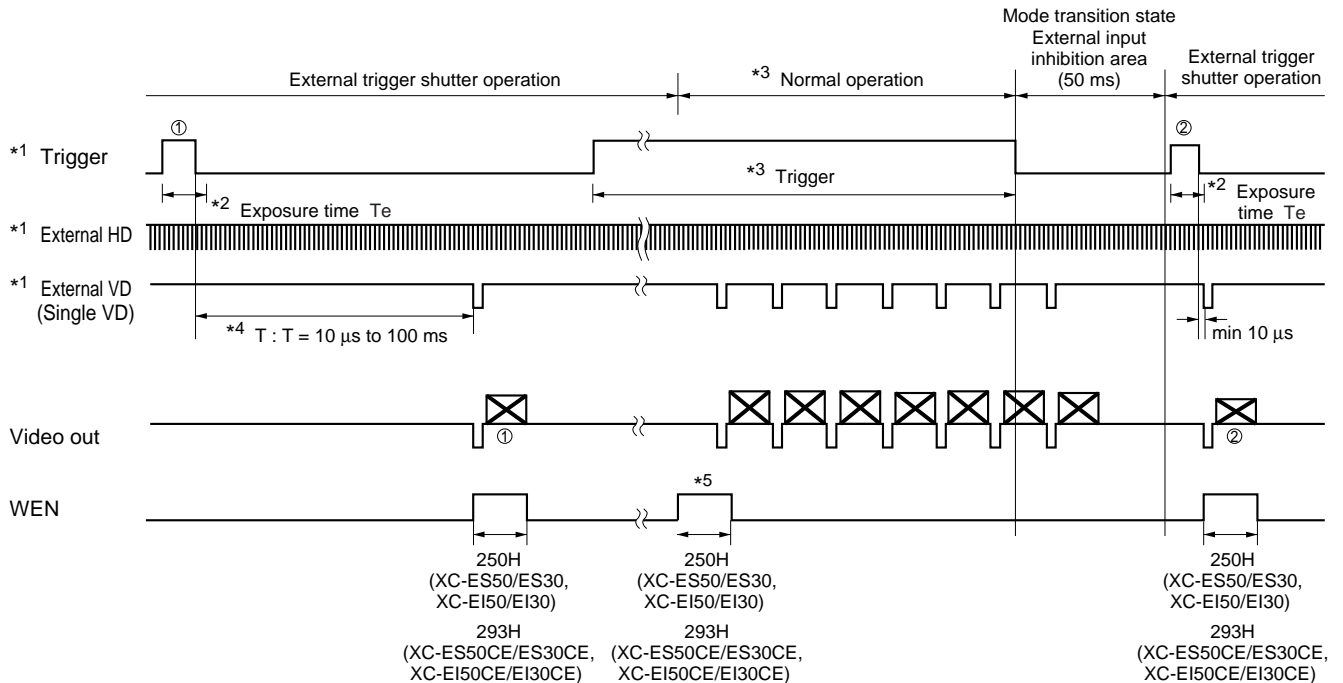 Mode transition state
External input
inhibition area
(50 ms)
External trigger
shutter operation
External trigger shutter operation
*3 Normal operation
*1 Trigger
①
②
*3 Trigger
*2 Exposure time Te
*2 Exposure
time Te
*1 External HD
*1 External VD
(Single VD)
*4 T : T = 10 μs to 100 ms
min 10 μs
Video out
①
②
WEN
*5
250H
(XC-ES50/ES30,
XC-EI50/EI30)
293H
(XC-ES50CE/ES30CE,
XC-EI50CE/EI30CE)
250H
(XC-ES50/ES30,
XC-EI50/EI30)
293H
(XC-ES50CE/ES30CE,
XC-EI50CE/EI30CE)
250H
(XC-ES50/ES30,
XC-EI50/EI30)
293H
(XC-ES50CE/ES30CE,
XC-EI50CE/EI30CE)